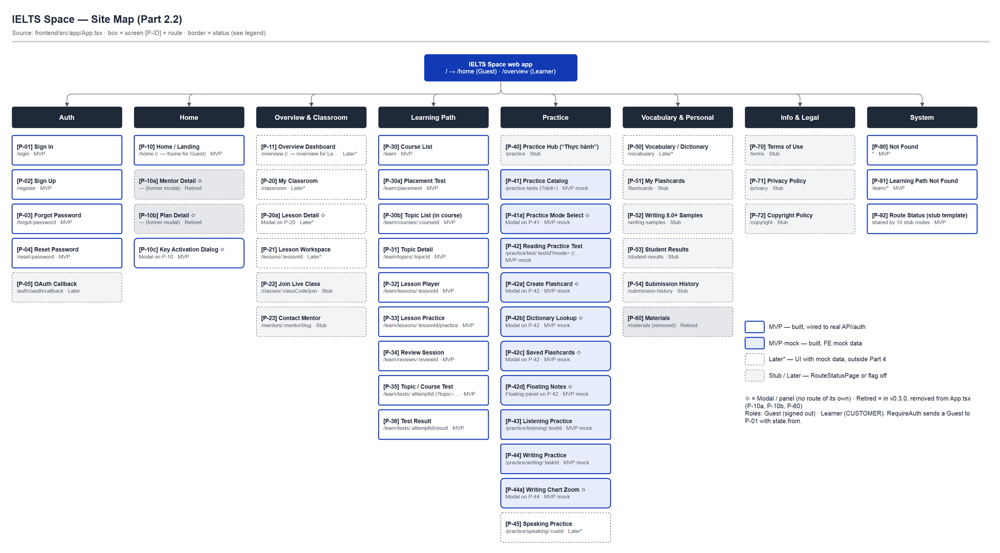 IELTS Space — Site Map (Part 2.2)
Source: frontend/src/app/App.tsx · box = screen [P-ID] + route · border = status (see legend)
IELTS Space web app
/ → /home (Guest) · /overview (Learner)
Auth
[P-01] Sign In
/login · MVP
[P-02] Sign Up
/register · MVP
[P-03] Forgot Password
/forgot-password · MVP
[P-04] Reset Password
/reset-password · MVP
[P-05] OAuth Callback
/auth/oauth/callback · Later
Home
[P-10] Home / Landing
/home (/ → /home for Guest) · MVP
[P-10a] Mentor Detail ◇
— (former modal) · Retired
[P-10b] Plan Detail ◇
— (former modal) · Retired
[P-10c] Key Activation Dialog ◇
Modal on P-10 · MVP
Overview & Classroom
[P-11] Overview Dashboard
/overview (/ → /overview for Le… · Later*
[P-20] My Classroom
/classroom · Later*
[P-20a] Lesson Detail ◇
Modal on P-20 · Later*
[P-21] Lesson Workspace
/lessons/:lessonId · Later*
[P-22] Join Live Class
/classes/:classCode/join · Stub
[P-23] Contact Mentor
/mentors/:mentorSlug · Stub
Learning Path
[P-30] Course List
/learn · MVP
[P-30a] Placement Test
/learn/placement · MVP
[P-30b] Topic List (in course)
/learn/courses/:courseId · MVP
[P-31] Topic Detail
/learn/topics/:topicId · MVP
[P-32] Lesson Player
/learn/lessons/:lessonId · MVP
[P-33] Lesson Practice
/learn/lessons/:lessonId/practice · MVP
[P-34] Review Session
/learn/reviews/:reviewId · MVP
[P-35] Topic / Course Test
/learn/tests/:attemptId (?topic=… · MVP
[P-36] Test Result
/learn/tests/:attemptId/result · MVP
Practice
[P-40] Practice Hub (“Thực hành”)
/practice · Stub
[P-41] Practice Catalog
/practice-tests (?skill=) · MVP·mock
[P-41a] Practice Mode Select ◇
Modal on P-41 · MVP·mock
[P-42] Reading Practice Test
/practice/test/:testId?mode= (/… ·
MVP·mock
[P-42a] Create Flashcard ◇
Modal on P-42 · MVP·mock
[P-42b] Dictionary Lookup ◇
Modal on P-42 · MVP·mock
[P-42c] Saved Flashcards ◇
Modal on P-42 · MVP·mock
[P-42d] Floating Notes ◇
Floating panel on P-42 · MVP·mock
[P-43] Listening Practice
/practice/listening/:testId · MVP·mock
[P-44] Writing Practice
/practice/writing/:taskId · MVP·mock
[P-44a] Writing Chart Zoom ◇
Modal on P-44 · MVP·mock
[P-45] Speaking Practice
/practice/speaking/:cueId · Later*
Vocabulary & Personal
[P-50] Vocabulary / Dictionary
/vocabulary · Later*
[P-51] My Flashcards
/flashcards · Stub
[P-52] Writing 8.0+ Samples
/writing-samples · Stub
[P-53] Student Results
/student-results · Stub
[P-54] Submission History
/submission-history · Stub
[P-60] Materials
/materials (removed) · Retired
Info & Legal
[P-70] Terms of Use
/terms · Stub
[P-71] Privacy Policy
/privacy · Stub
[P-72] Copyright Policy
/copyright · Stub
System
[P-90] Not Found
* · MVP
[P-91] Learning Path Not Found
/learn/* · MVP
[P-92] Route Status (stub template)
shared by 10 stub routes · MVP
MVP — built, wired to real API/auth
MVP·mock — built, FE mock data
Later* — UI with mock data, outside Part 4
Stub / Later — RouteStatusPage or flag off
◇ = Modal / panel (no route of its own) · Retired = in v0.3.0, removed from App.tsx
(P-10a, P-10b, P-60)
Roles: Guest (signed out) · Learner (CUSTOMER). RequireAuth sends a Guest to
P-01 with state.from.